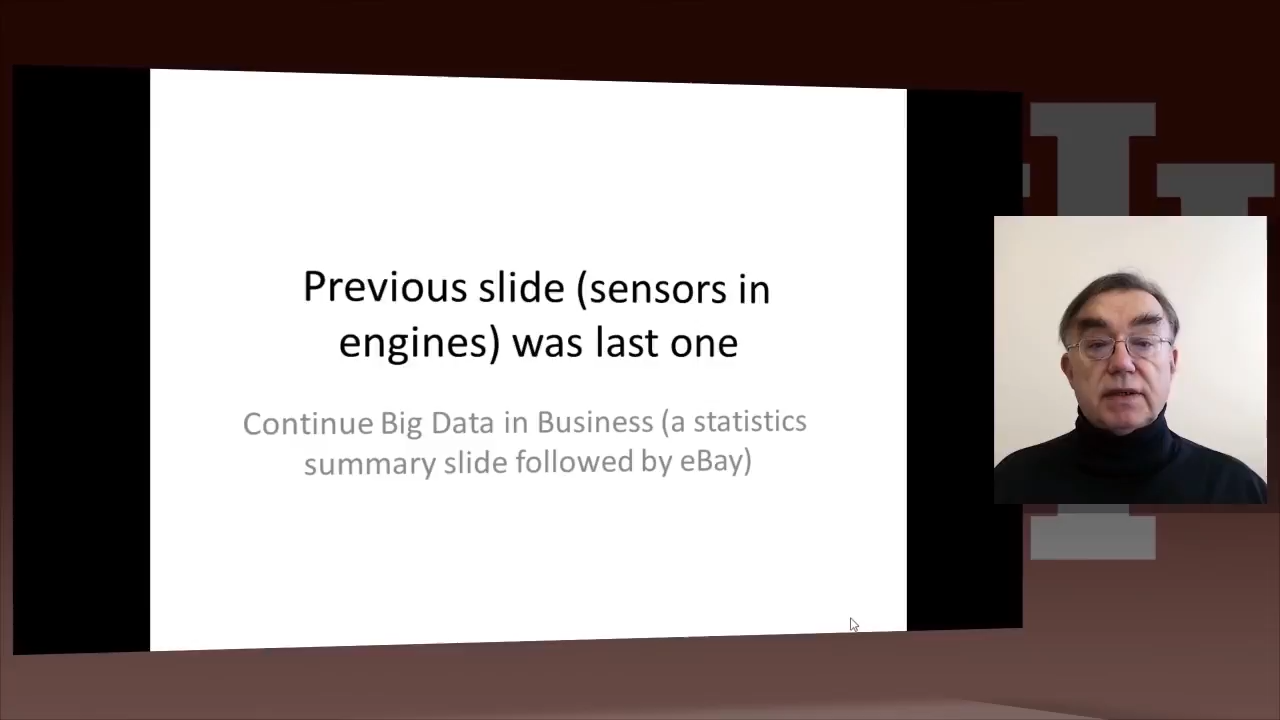 Previous slide (sensors in
engines) was last one
Continue Big Data in Business (a statistics
summary slide followed by eBay)